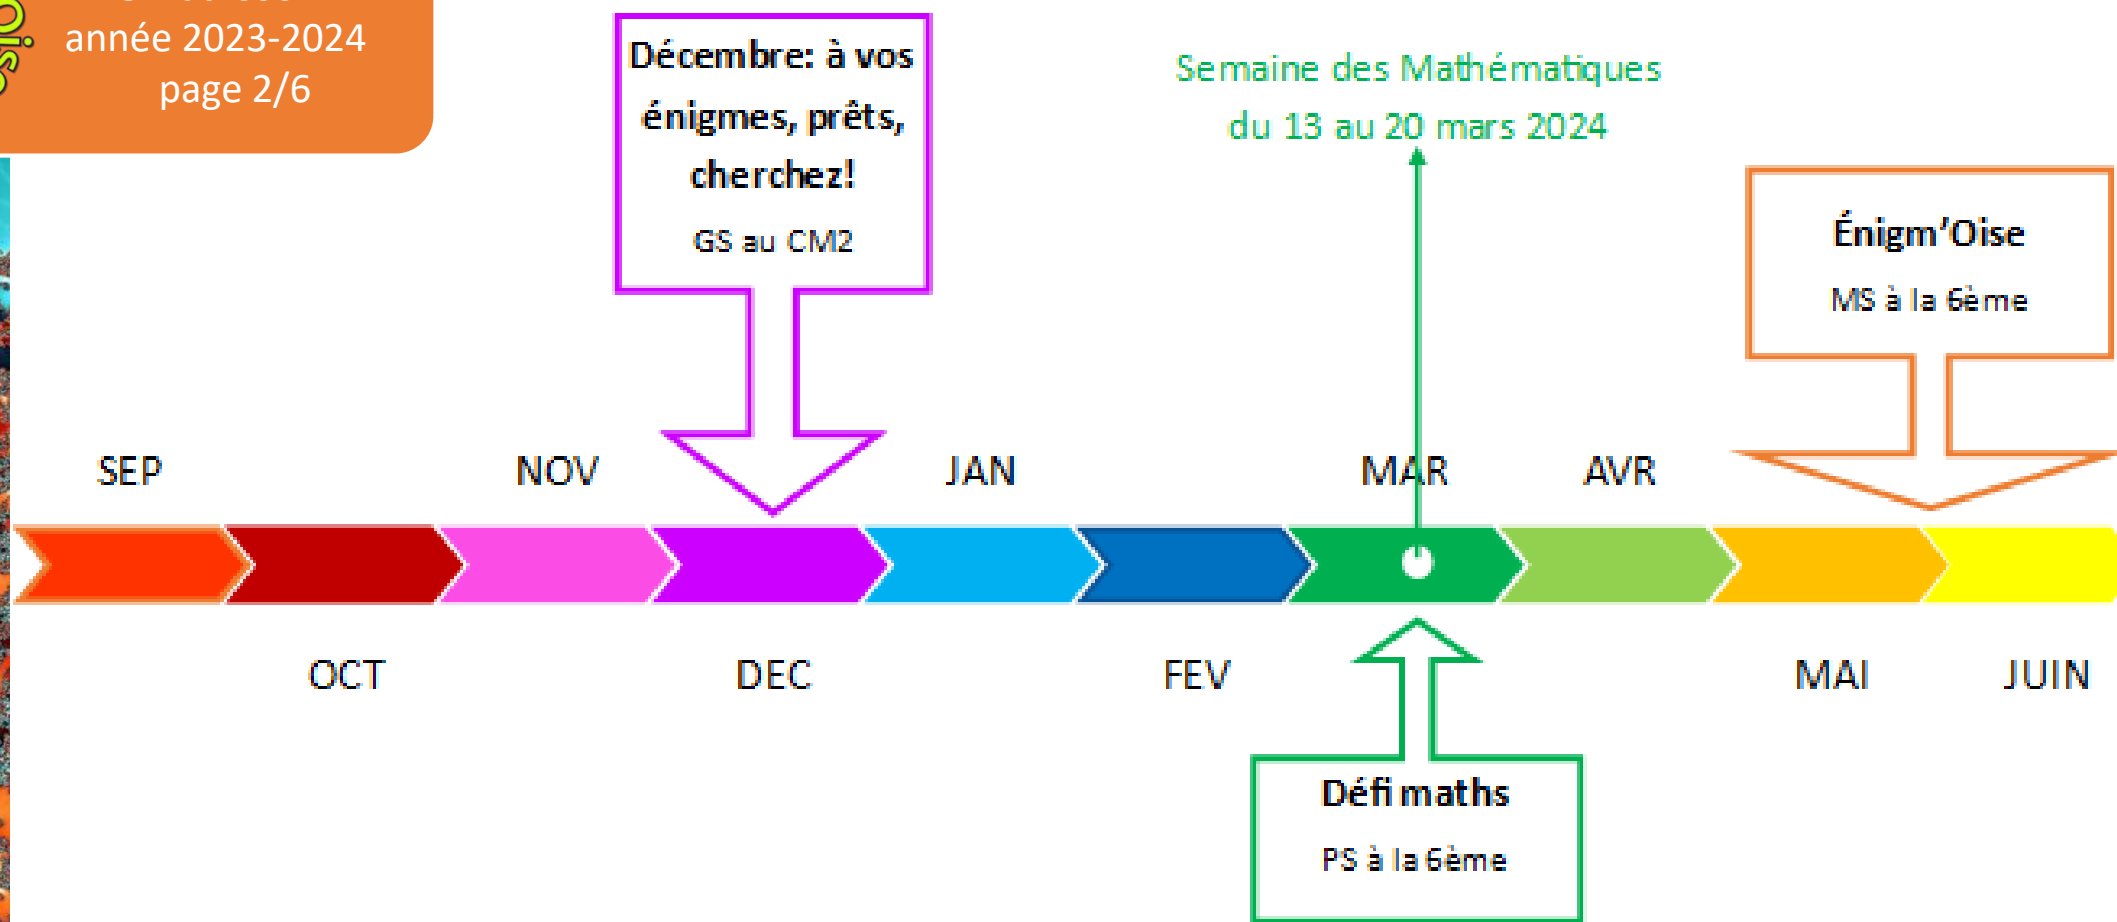 Oise
année 2023-2024
page 2/6
Décembre: à vos
énigmes, prêts,
cherchez!
GS au CM2
Semaine des Mathématiques
du 13 au 20 mars 2024
Énigm'Oise
MS à la 6ème
SEP
NOV
JAN
MAR
AVR
OCT
DEC
FEV
MAI
JUIN
Défi maths
PS à la 6ème